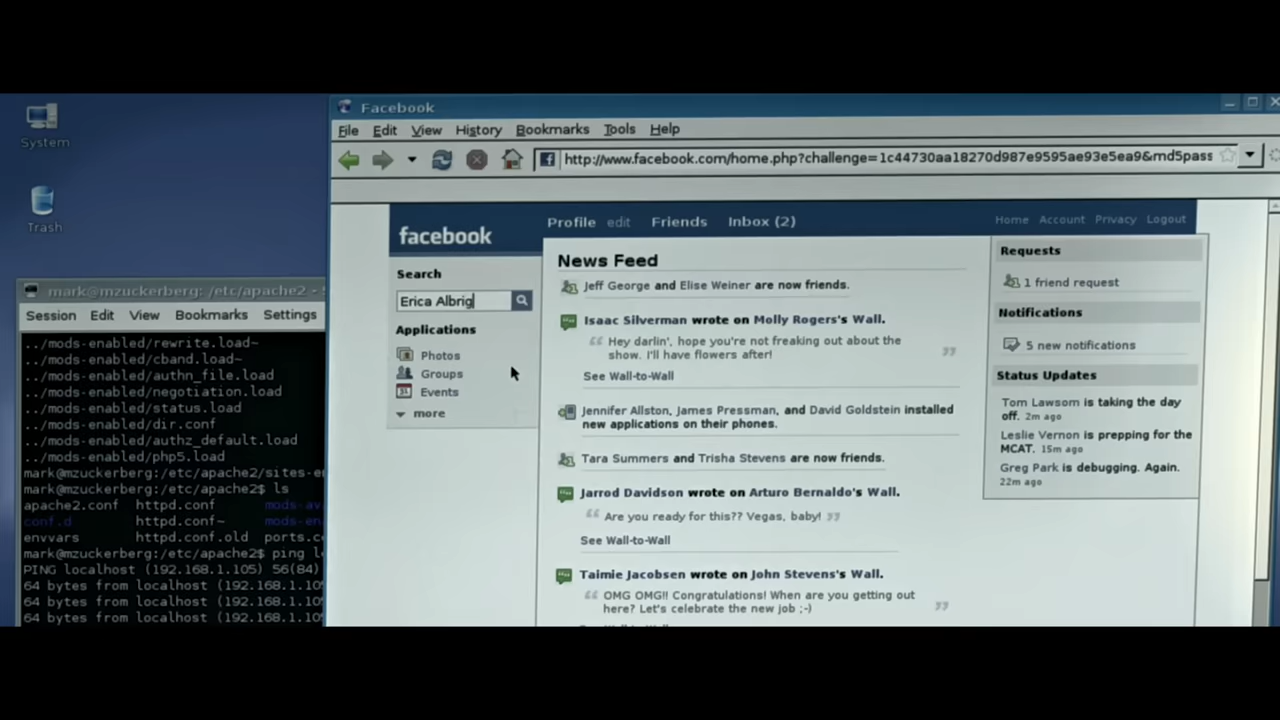 System
Trash
mark@mzuckerberg: /etc/apache2 - S
Session Edit View Bookmarks Settings
../mods-enabled/rewrite.load~
../mods-enabled/cband.load~
../mods-enabled/authn_file.load
../mods-enabled/negotiation.load
../mods-enabled/status.load
../mods-enabled/dir.conf
../mods-enabled/authz_default.load
../mods-enabled/php5.load
mark@mzuckerberg:/etc/apache2/sites-e
mark@mzuckerberg:/etc/apache2$ ls
apache2.conf httpd.conf mods-av
conf.d httpd.conf~ mods-en
envvars httpd.conf.old ports.c
mark@mzuckerberg:/etc/apache2$ ping l
PING localhost (192.168.1.105) 56(84)
64 bytes from localhost (192.168.1.10
64 bytes from localhost (192.168.1.10
64 bytes from localhost (192.168.1.10
Facebook
File Edit View History Bookmarks Tools Help
http://www.facebook.com/home.php?challenge=1c44730aa18270d987e9595ae93e5ea9&md5pass
facebook
Profile edit Friends Inbox (2)
Home Account Privacy Logout
Search
Erica Albrig
Applications
Photos
Groups
31
Events
more
News Feed
Jeff George and Elise Weiner are now friends.
Isaac Silverman wrote on Molly Rogers's Wall.
“ Hey darlin', hope you're not freaking out about the
show. I'll have flowers after! ”
See Wall-to-Wall
Jennifer Allston, James Pressman, and David Goldstein installed
new applications on their phones.
Tara Summers and Trisha Stevens are now friends.
Jarrod Davidson wrote on Arturo Bernaldo's Wall.
“ Are you ready for this?? Vegas, baby! ”
See Wall-to-Wall
Taimie Jacobsen wrote on John Stevens's Wall.
“ OMG OMG!! Congratulations! When are you getting out
here? Let's celebrate the new job ;-) ”
Requests
1 friend request
Notifications
5 new notifications
Status Updates
Tom Lawsom is taking the day
off. 2m ago
Leslie Vernon is prepping for the
MCAT. 15m ago
Greg Park is debugging. Again.
22m ago